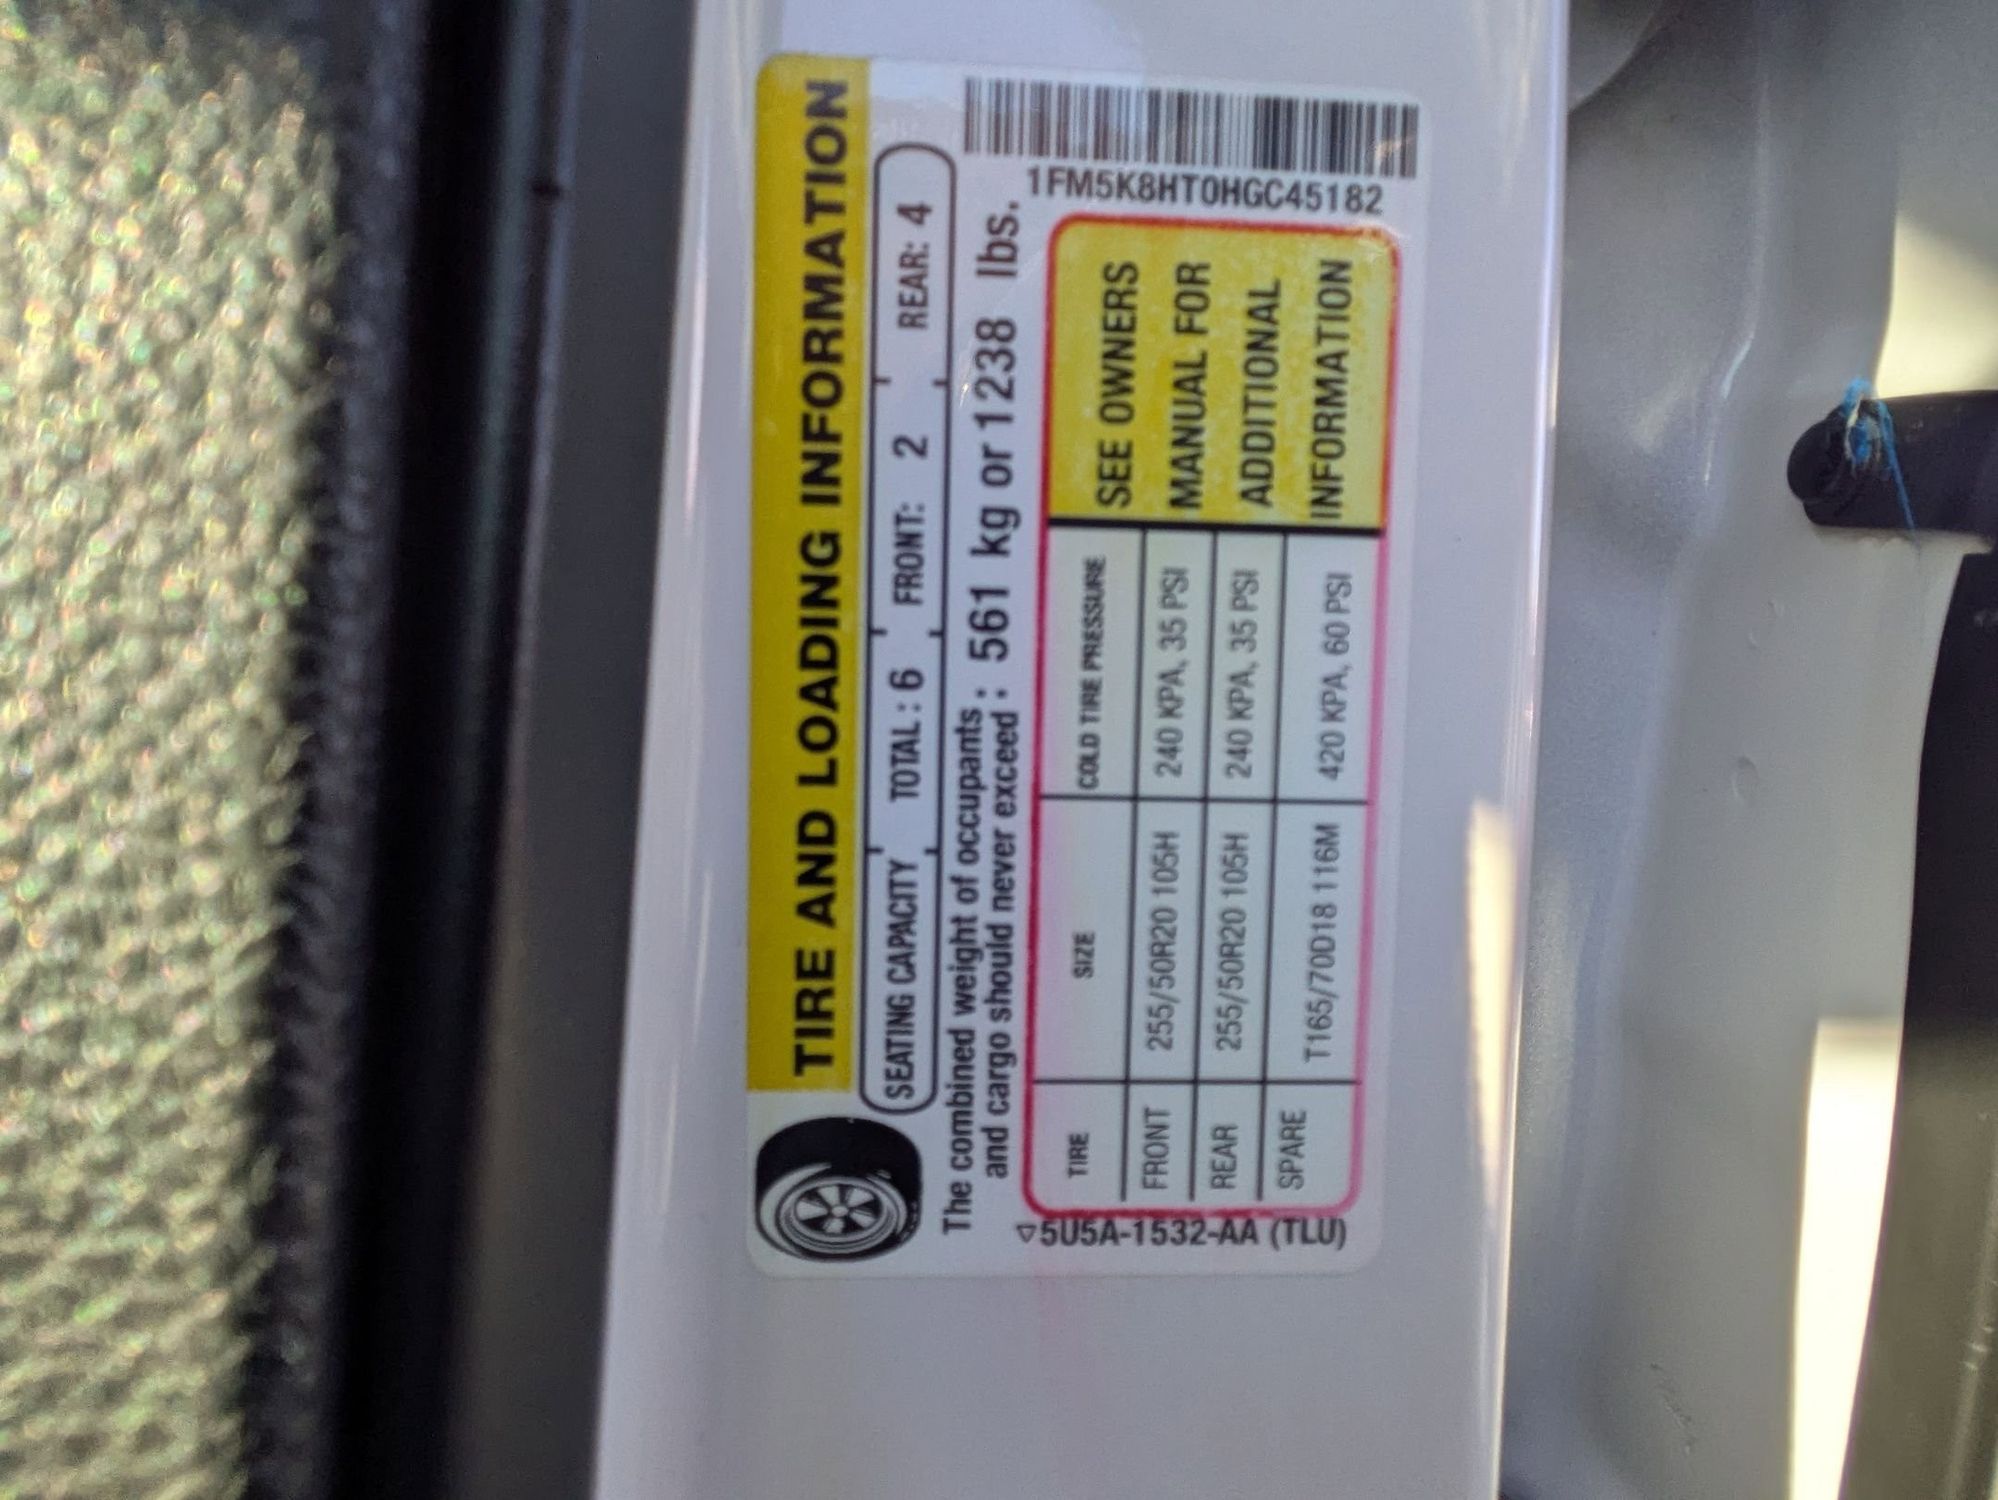 TIRE AND LOADING INFORMATION
SEATING CAPACITY TOTAL : 6 FRONT: 2 REAR: 4
The combined weight of occupants : 561 kg or 1238 lbs.
and cargo should never exceed :
1FM5K8HT0HGC45182
TIRE SIZE COLD TIRE PRESSURE
FRONT 255/50R20 105H 240 KPA, 35 PSI
REAR 255/50R20 105H 240 KPA, 35 PSI
SPARE T165/70D18 116M 420 KPA, 60 PSI
SEE OWNERS
MANUAL FOR
ADDITIONAL
INFORMATION
▽5U5A-1532-AA (TLU)